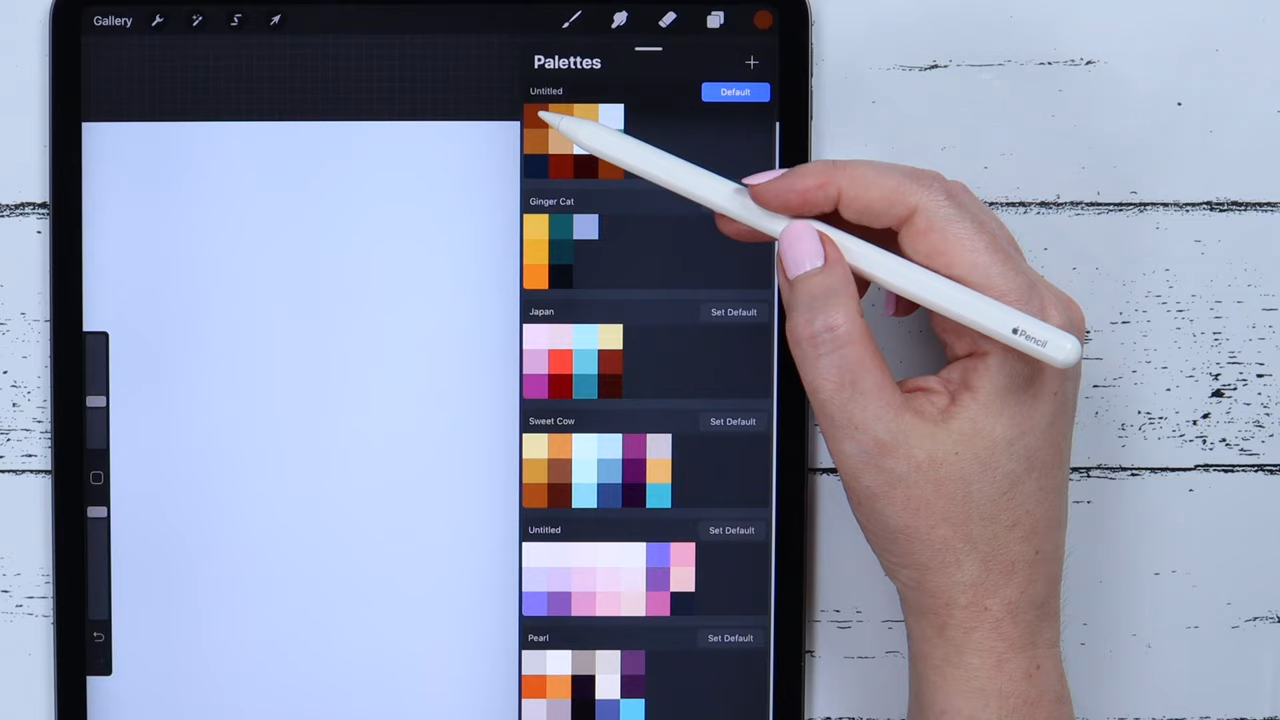 Gallery
Palettes
Untitled
Default
Ginger Cat
Japan
Set Default
Sweet Cow
Set Default
Untitled
Set Default
Pearl
Set Default
Pencil